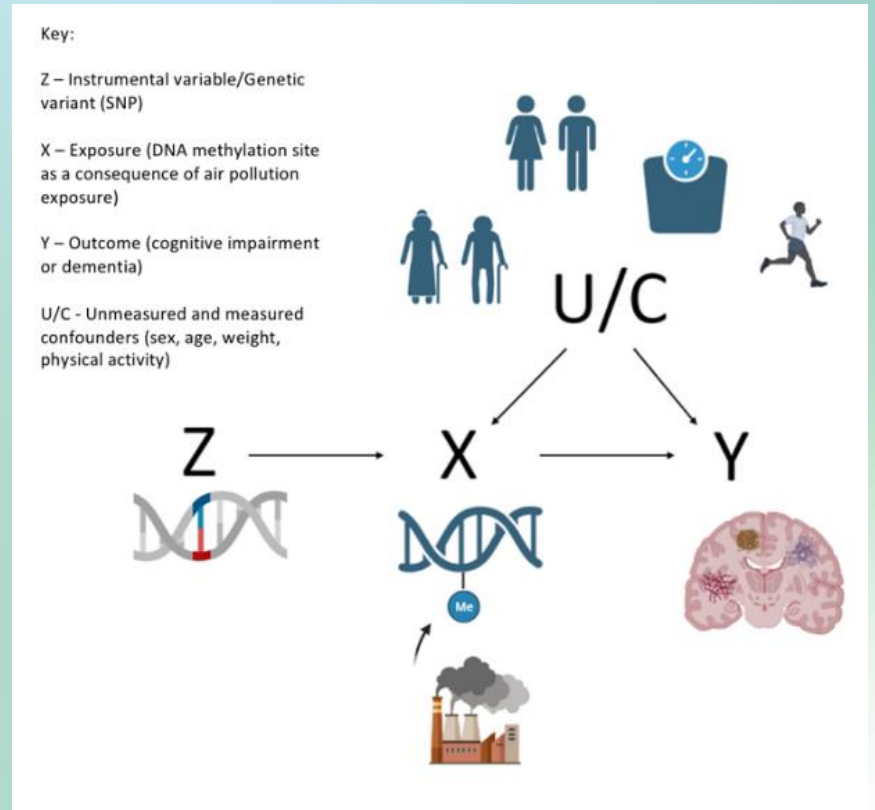 Key:
Z – Instrumental variable/Genetic
variant (SNP)
X – Exposure (DNA methylation site
as a consequence of air pollution
exposure)
Y – Outcome (cognitive impairment
or dementia)
U/C - Unmeasured and measured
confounders (sex, age, weight,
physical activity)
U/C
Z
X
Y
Me